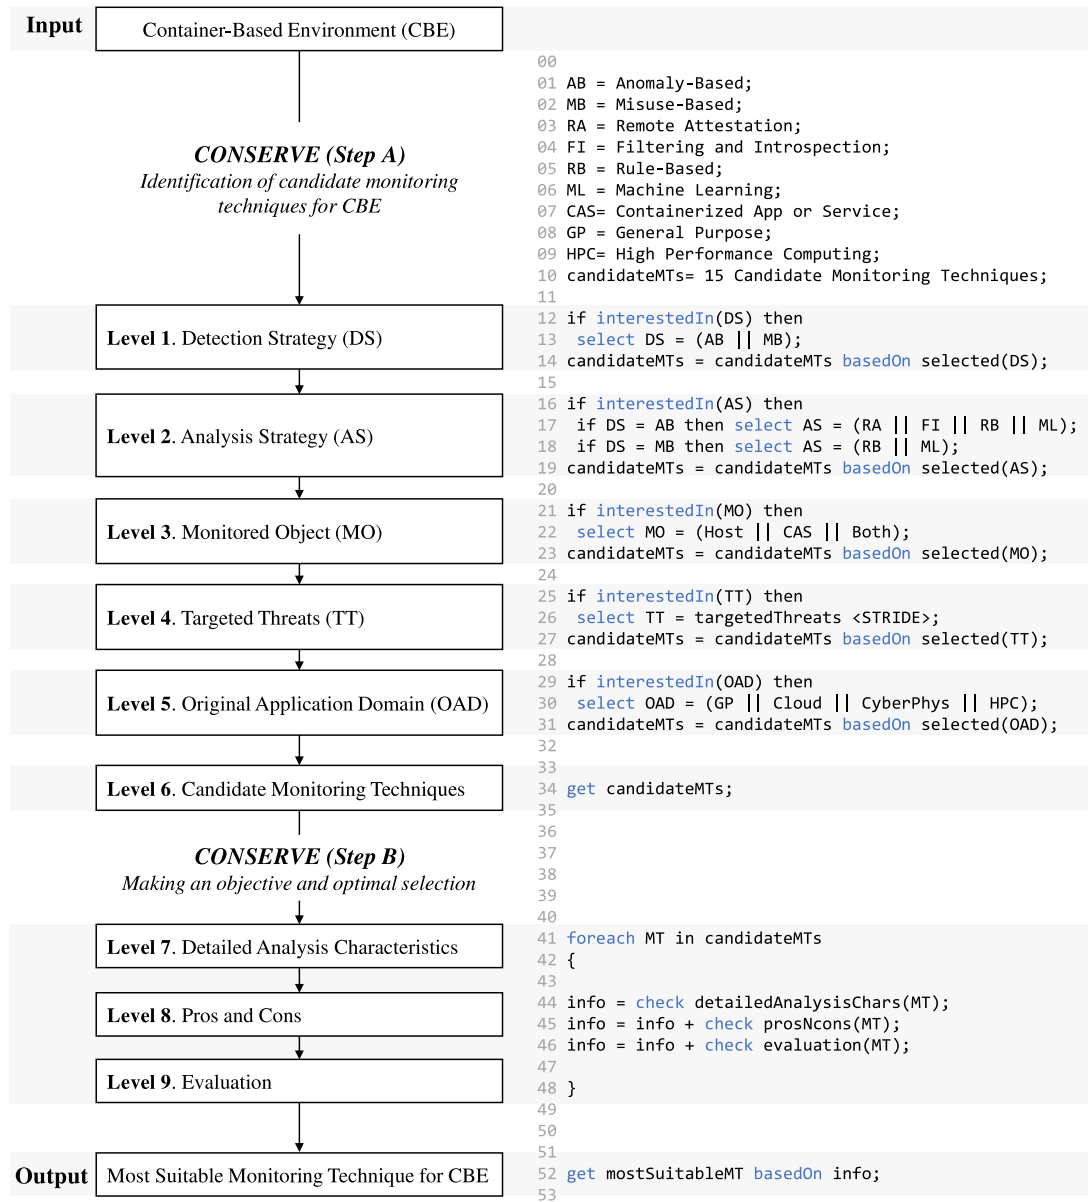 Input
Container-Based Environment (CBE)
CONSERVE (Step A)
Identification of candidate monitoring
techniques for CBE
Level 1. Detection Strategy (DS)
Level 2. Analysis Strategy (AS)
Level 3. Monitored Object (MO)
Level 4. Targeted Threats (TT)
Level 5. Original Application Domain (OAD)
Level 6. Candidate Monitoring Techniques
CONSERVE (Step B)
Making an objective and optimal selection
Level 7. Detailed Analysis Characteristics
Level 8. Pros and Cons
Level 9. Evaluation
Output
Most Suitable Monitoring Technique for CBE
00
01 AB = Anomaly-Based;
02 MB = Misuse-Based;
03 RA = Remote Attestation;
04 FI = Filtering and Introspection;
05 RB = Rule-Based;
06 ML = Machine Learning;
07 CAS= Containerized App or Service;
08 GP = General Purpose;
09 HPC= High Performance Computing;
10 candidateMTs= 15 Candidate Monitoring Techniques;
11
12 if interestedIn(DS) then
13 select DS = (AB || MB);
14 candidateMTs = candidateMTs basedOn selected(DS);
15
16 if interestedIn(AS) then
17 if DS = AB then select AS = (RA || FI || RB || ML);
18 if DS = MB then select AS = (RB || ML);
19 candidateMTs = candidateMTs basedOn selected(AS);
20
21 if interestedIn(MO) then
22 select MO = (Host || CAS || Both);
23 candidateMTs = candidateMTs basedOn selected(MO);
24
25 if interestedIn(TT) then
26 select TT = targetedThreats <STRIDE>;
27 candidateMTs = candidateMTs basedOn selected(TT);
28
29 if interestedIn(OAD) then
30 select OAD = (GP || Cloud || CyberPhys || HPC);
31 candidateMTs = candidateMTs basedOn selected(OAD);
32
33
34 get candidateMTs;
35
36
37
38
39
40
41 foreach MT in candidateMTs
42 {
43
44 info = check detailedAnalysisChars(MT);
45 info = info + check prosNcons(MT);
46 info = info + check evaluation(MT);
47
48 }
49
50
51
52 get mostSuitableMT basedOn info;
53